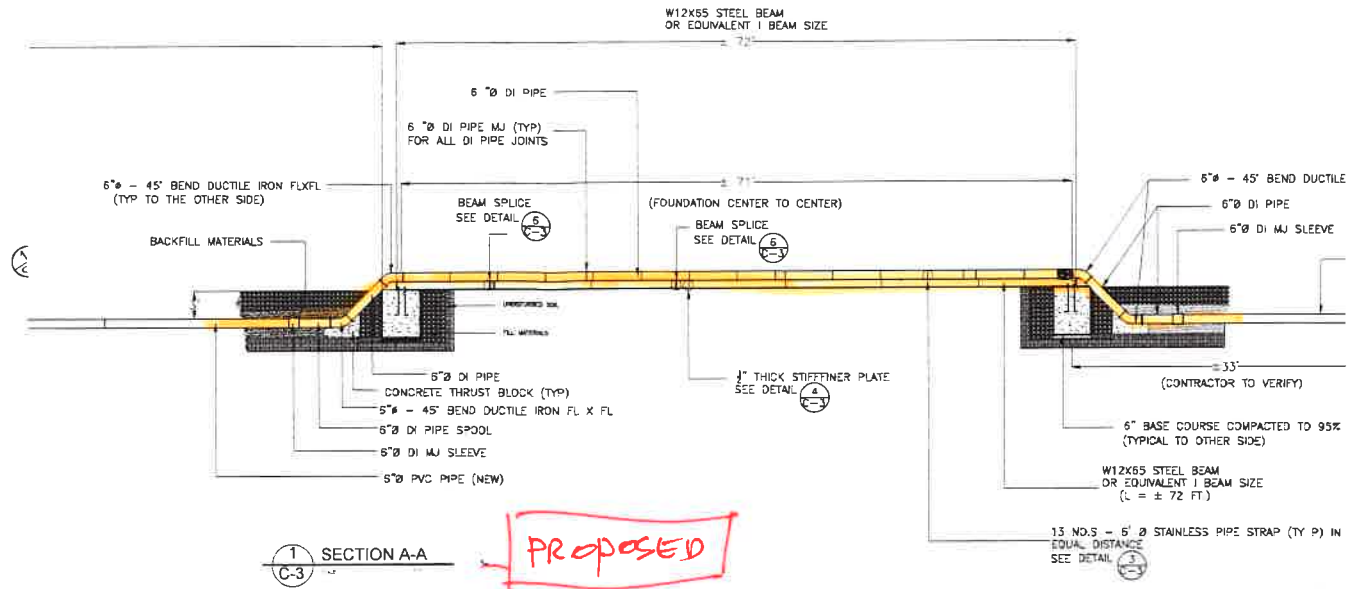 W12X65 STEEL BEAM
OR EQUIVALENT I BEAM SIZE
± 72'
6 "Ø DI PIPE
6 "Ø DI PIPE MJ (TYP)
FOR ALL DI PIPE JOINTS
± 71'
6"ø - 45° BEND DUCTILE IRON FLXFL
(TYP TO THE OTHER SIDE)
BEAM SPLICE
SEE DETAIL 6
C-3
(FOUNDATION CENTER TO CENTER)
BEAM SPLICE
SEE DETAIL 6
C-3
6"ø - 45° BEND DUCTILE
6"Ø DI PIPE
6"Ø DI MJ SLEEVE
BACKFILL MATERIALS
UNDISTURBED SOIL
FILL MATERIALS
6"Ø DI PIPE
CONCRETE THRUST BLOCK (TYP)
6"ø - 45° BEND DUCTILE IRON FL X FL
6"Ø DI PIPE SPOOL
6"Ø DI MJ SLEEVE
6"Ø PVC PIPE (NEW)
THICK STIFFFINER PLATE
SEE DETAIL 4
C-3
±33'
(CONTRACTOR TO VERIFY)
6" BASE COURSE COMPACTED TO 95%
(TYPICAL TO OTHER SIDE)
W12X65 STEEL BEAM
OR EQUIVALENT I BEAM SIZE
(L = ± 72 FT.)
13 NO.S - 6' Ø STAINLESS PIPE STRAP (TY P) IN
EQUAL DISTANCE
SEE DETAIL 3
C-3
1
C-3
SECTION A-A
PROPOSED